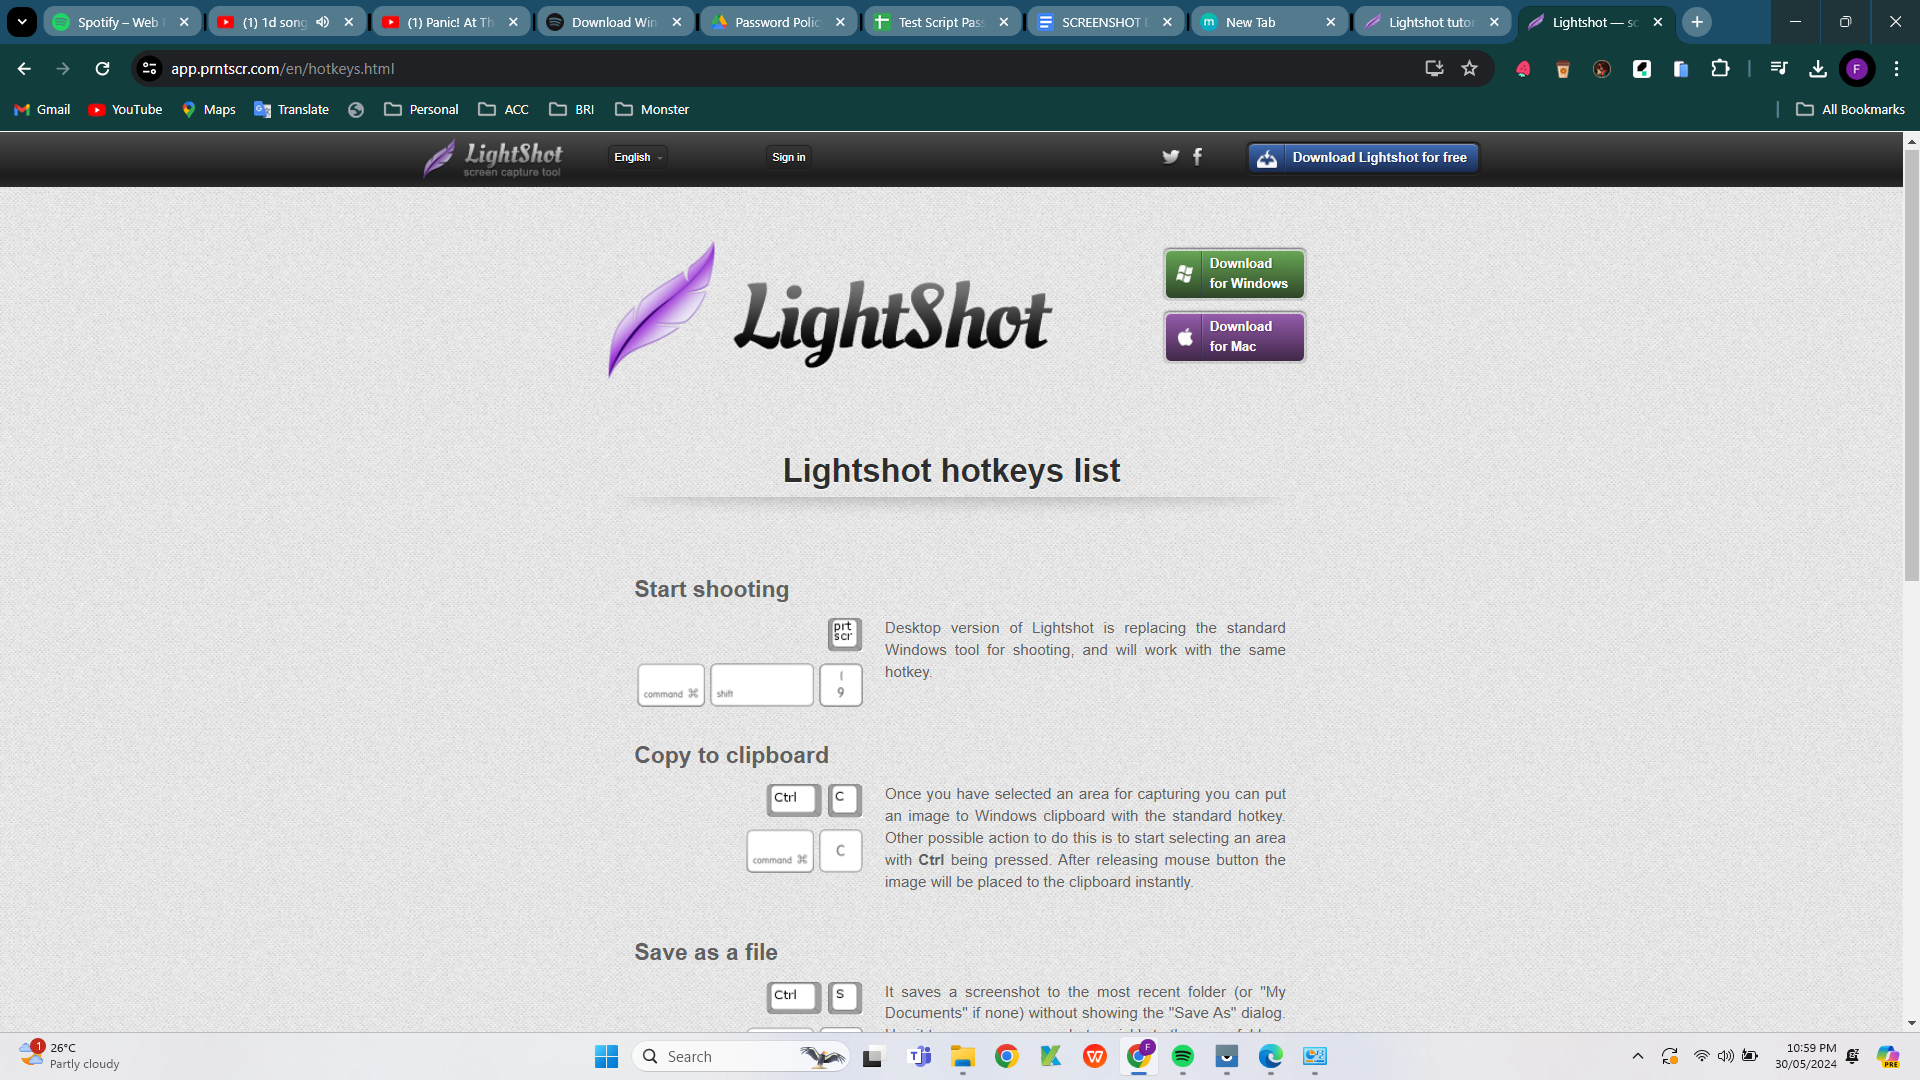 Spotify – Web
(1) 1d song
(1) Panic! At Th
Download Win
Password Polic
Test Script Pass
SCREENSHOT
New Tab
Lightshot tutor
Lightshot — sc
app.prntscr.com/en/hotkeys.html
F
Gmail
YouTube
Maps
Translate
Personal
ACC
BRI
Monster
All Bookmarks
LightShot
screen capture tool
English
Sign in
Download Lightshot for free
LightShot
Download
for Windows
Download
for Mac
Lightshot hotkeys list
Start shooting
prt
scr
command ⌘
shift
(
9
Desktop version of Lightshot is replacing the standard
Windows tool for shooting, and will work with the same
hotkey.
Copy to clipboard
Ctrl
C
command ⌘
C
Once you have selected an area for capturing you can put
an image to Windows clipboard with the standard hotkey.
Other possible action to do this is to start selecting an area
with Ctrl being pressed. After releasing mouse button the
image will be placed to the clipboard instantly.
Save as a file
Ctrl
S
It saves a screenshot to the most recent folder (or "My
Documents" if none) without showing the "Save As" dialog.
1
26°C
Partly cloudy
Search
F
10:59 PM
30/05/2024
PRE